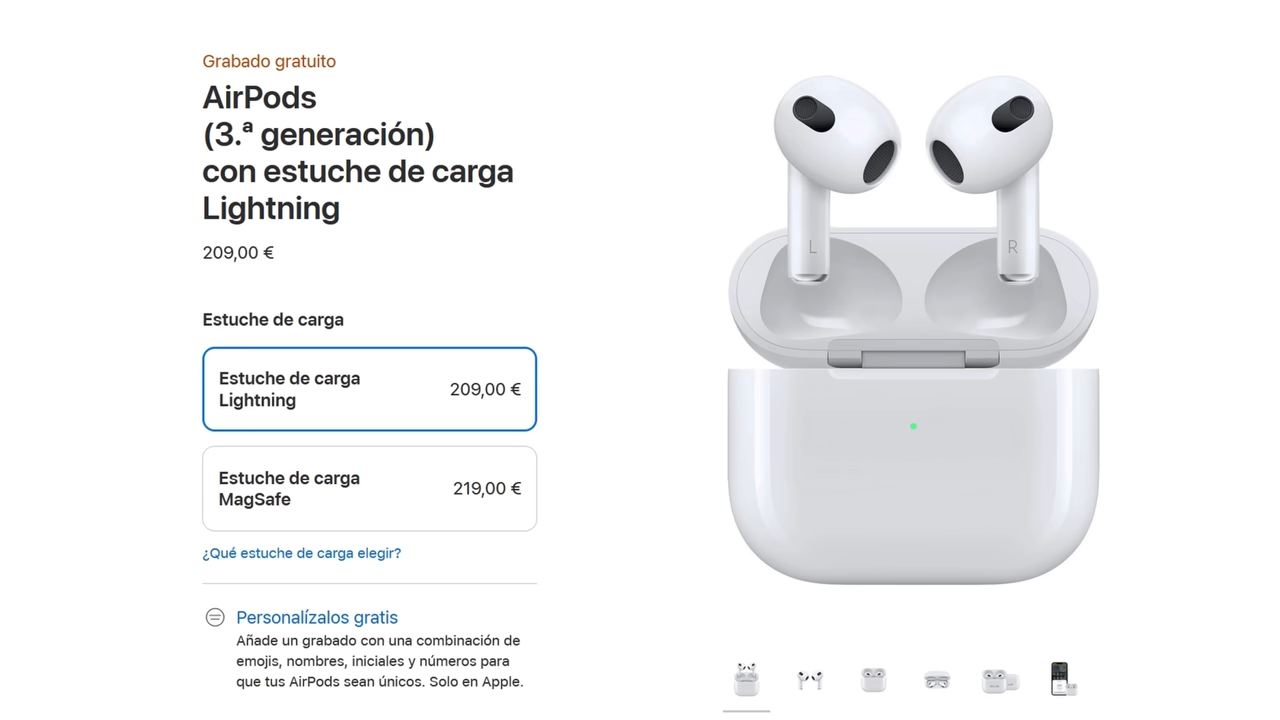 Grabado gratuito
AirPods
(3.ª generación)
con estuche de carga
Lightning
209,00 €
Estuche de carga
Estuche de carga
Lightning
209,00 €
Estuche de carga
MagSafe
219,00 €
¿Qué estuche de carga elegir?
Personalízalos gratis
Añade un grabado con una combinación de
emojis, nombres, iniciales y números para
que tus AirPods sean únicos. Solo en Apple.
L
R